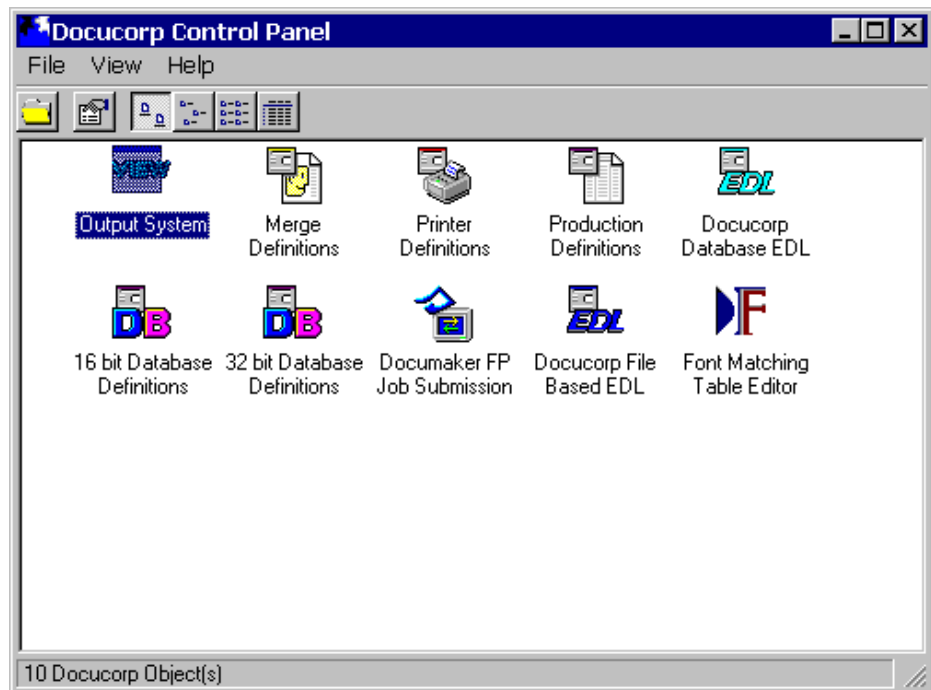 Docucorp Control Panel
File View Help
VIEW
Output System
Merge
Definitions
Printer
Definitions
Production
Definitions
EDL
Docucorp
Database EDL
DB
16 bit Database
Definitions
DB
32 bit Database
Definitions
Documaker FP
Job Submission
EDL
Docucorp File
Based EDL
F
Font Matching
Table Editor
10 Docucorp Object(s)